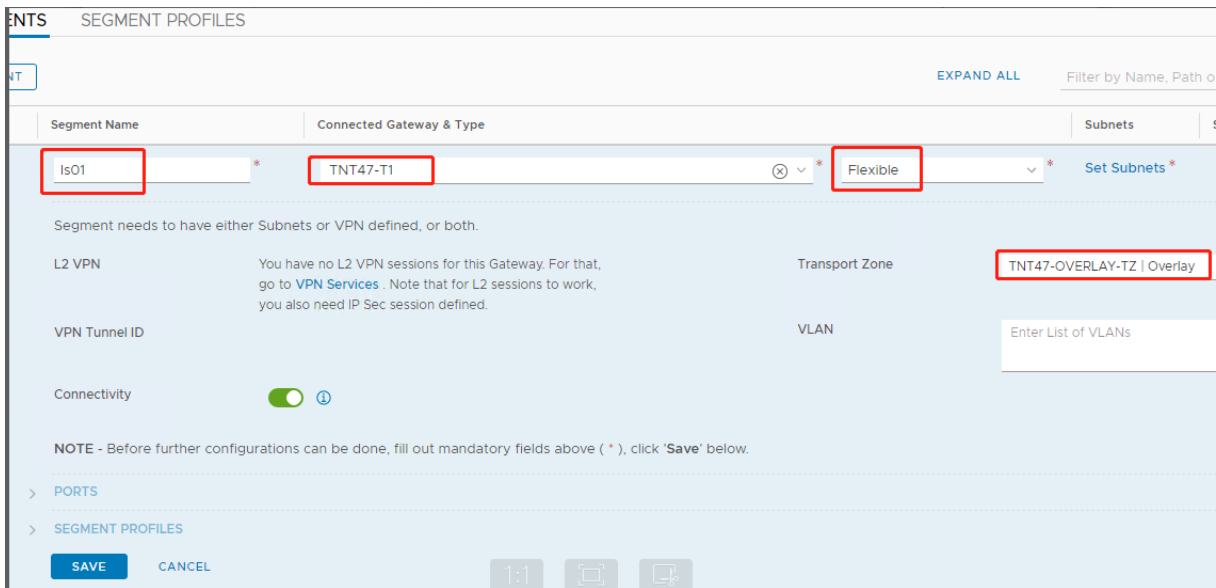 ENTS SEGMENT PROFILES
NT EXPAND ALL Filter by Name, Path o
Segment Name Connected Gateway & Type Subnets S
ls01 * TNT47-T1 * Flexible * Set Subnets *
Segment needs to have either Subnets or VPN defined, or both.
L2 VPN You have no L2 VPN sessions for this Gateway. For that, Transport Zone TNT47-OVERLAY-TZ | Overlay
go to VPN Services . Note that for L2 sessions to work,
you also need IP Sec session defined.
VPN Tunnel ID VLAN Enter List of VLANs
Connectivity
NOTE - Before further configurations can be done, fill out mandatory fields above ( * ), click 'Save' below.
PORTS
SEGMENT PROFILES
SAVE CANCEL 1:1